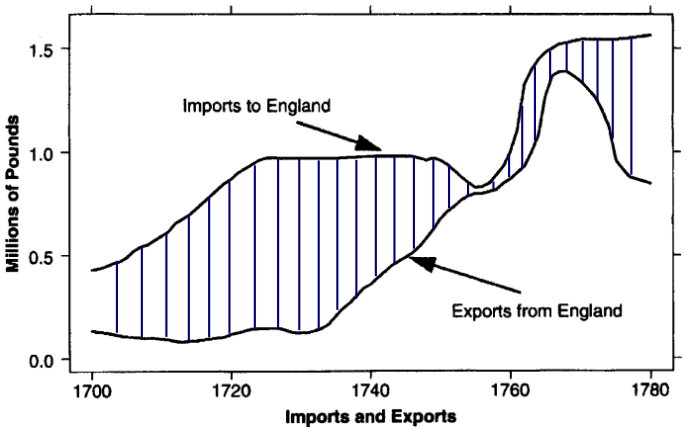 1.5
Imports to England
1.0
Millions of Pounds
0.5
Exports from England
0.0
1700 1720 1740 1760 1780
Imports and Exports